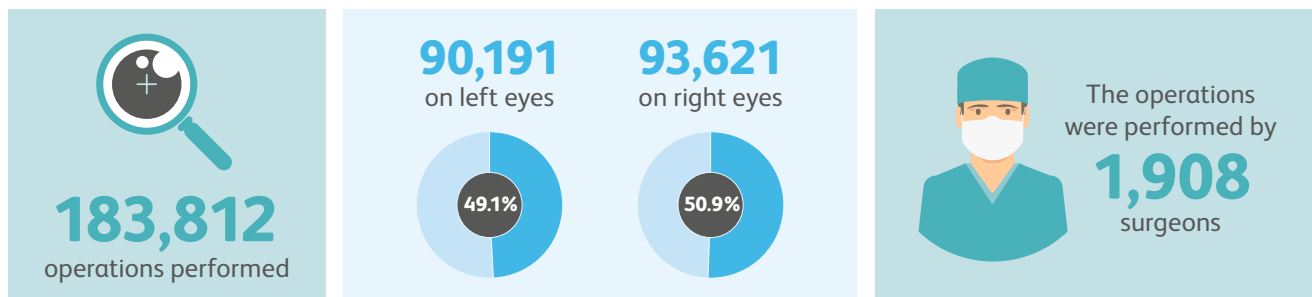 183,812
operations performed
90,191
on left eyes
49.1%
93,621
on right eyes
50.9%
The operations
were performed by
1,908
surgeons